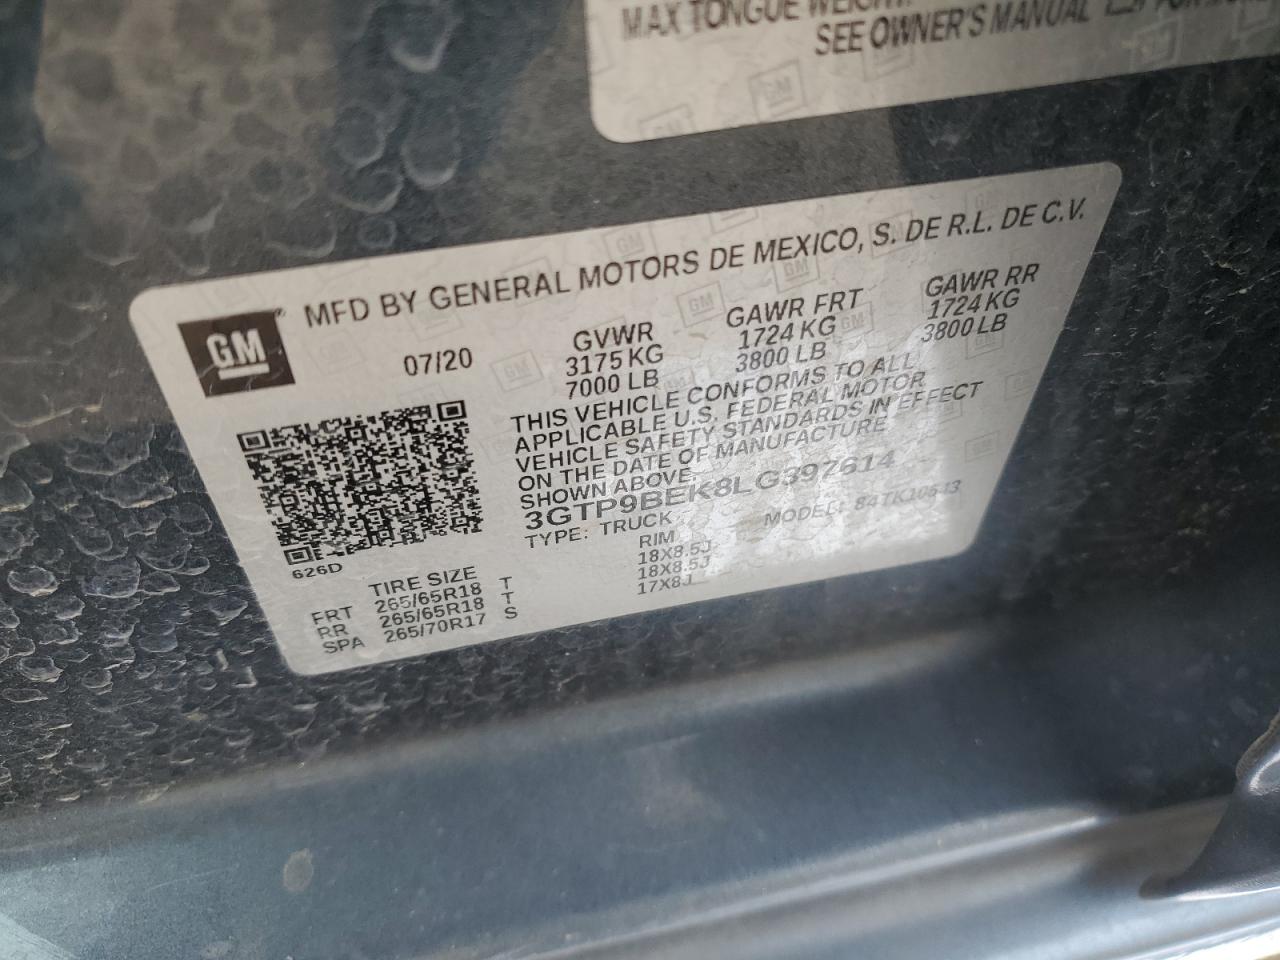 MAX TONGUE WEIGHT
SEE OWNER'S MANUAL
GM
MFD BY GENERAL MOTORS DE MEXICO, S. DE R.L. DE C.V.
07/20 GVWR GAWR FRT GAWR RR
3175 KG 1724 KG 1724 KG
7000 LB 3800 LB 3800 LB
THIS VEHICLE CONFORMS TO ALL
APPLICABLE U.S. FEDERAL MOTOR
VEHICLE SAFETY STANDARDS IN EFFECT
ON THE DATE OF MANUFACTURE
SHOWN ABOVE.
3GTP9BEK8LG397614
TYPE: TRUCK MODEL: 84TK10543
626D
TIRE SIZE RIM
FRT 265/65R18 T 18X8.5J
RR 265/65R18 T 18X8.5J
SPA 265/70R17 S 17X8J